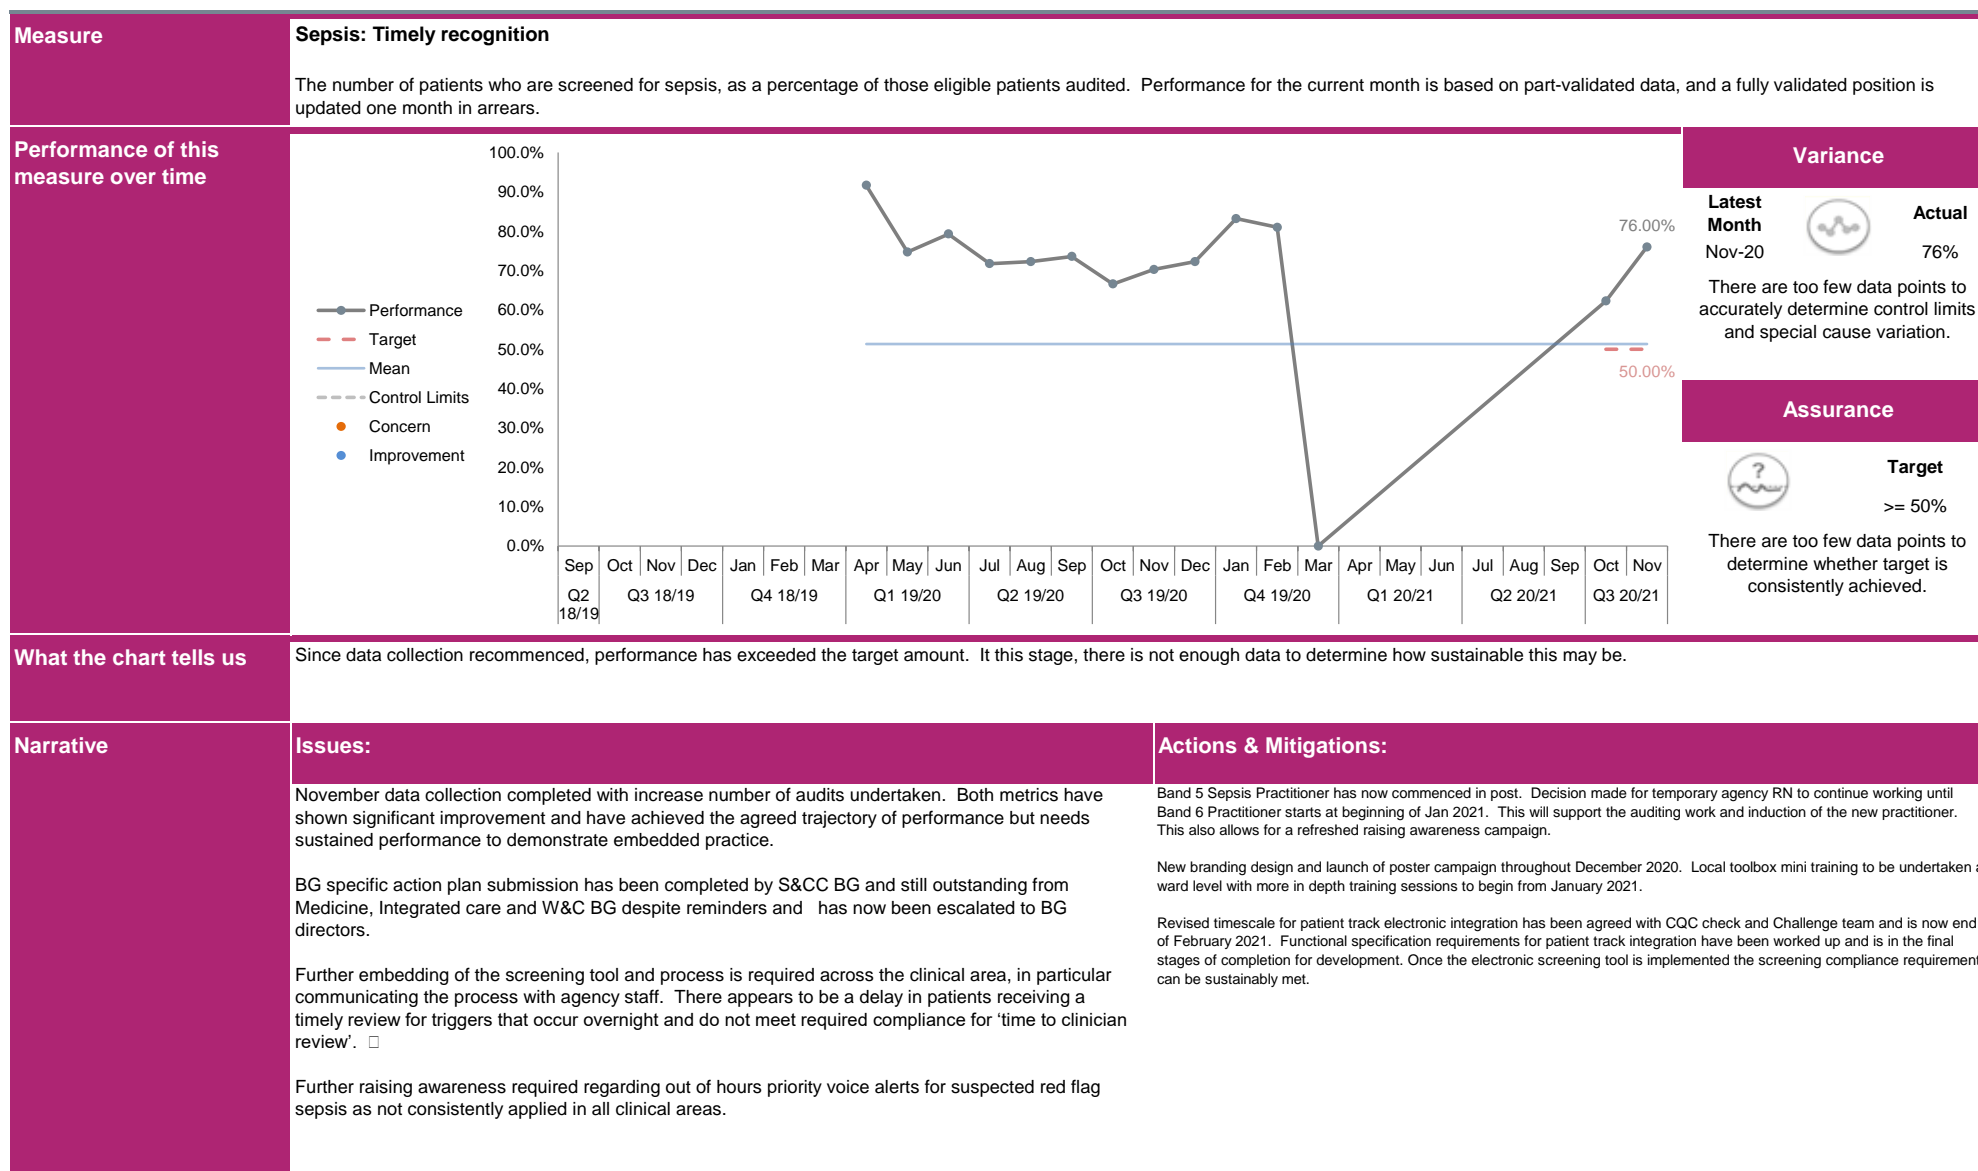 Measure
Sepsis: Timely recognition
The number of patients who are screened for sepsis, as a percentage of those eligible patients audited.  Performance for the current month is based on part-validated data, and a fully validated position is
updated one month in arrears.
Performance of this
measure over time
100.0%
90.0%
80.0%
70.0%
60.0%
50.0%
40.0%
30.0%
20.0%
10.0%
0.0%
Performance
Target
Mean
Control Limits
Concern
Improvement
76.00%
50.00%
Sep Oct Nov Dec Jan Feb Mar Apr May Jun Jul Aug Sep Oct Nov Dec Jan Feb Mar Apr May Jun Jul Aug Sep Oct Nov
Q2 Q3 18/19 Q4 18/19 Q1 19/20 Q2 19/20 Q3 19/20 Q4 19/20 Q1 20/21 Q2 20/21 Q3 20/21
18/19
Variance
Latest
Month
Actual
Nov-20
76%
There are too few data points to
accurately determine control limits
and special cause variation.
Assurance
?
Target
>= 50%
There are too few data points to
determine whether target is
consistently achieved.
What the chart tells us
Since data collection recommenced, performance has exceeded the target amount.  It this stage, there is not enough data to determine how sustainable this may be.
Narrative
Issues:
November data collection completed with increase number of audits undertaken.  Both metrics have
shown significant improvement and have achieved the agreed trajectory of performance but needs
sustained performance to demonstrate embedded practice.
BG specific action plan submission has been completed by S&CC BG and still outstanding from
Medicine, Integrated care and W&C BG despite reminders and   has now been escalated to BG
directors.
Further embedding of the screening tool and process is required across the clinical area, in particular
communicating the process with agency staff.  There appears to be a delay in patients receiving a
timely review for triggers that occur overnight and do not meet required compliance for ‘time to clinician
review’.
Further raising awareness required regarding out of hours priority voice alerts for suspected red flag
sepsis as not consistently applied in all clinical areas.
Actions & Mitigations:
Band 5 Sepsis Practitioner has now commenced in post.  Decision made for temporary agency RN to continue working until
Band 6 Practitioner starts at beginning of Jan 2021.  This will support the auditing work and induction of the new practitioner.
This also allows for a refreshed raising awareness campaign.
New branding design and launch of poster campaign throughout December 2020.  Local toolbox mini training to be undertaken
ward level with more in depth training sessions to begin from January 2021.
Revised timescale for patient track electronic integration has been agreed with CQC check and Challenge team and is now end
of February 2021.  Functional specification requirements for patient track integration have been worked up and is in the final
stages of completion for development. Once the electronic screening tool is implemented the screening compliance requirement
can be sustainably met.